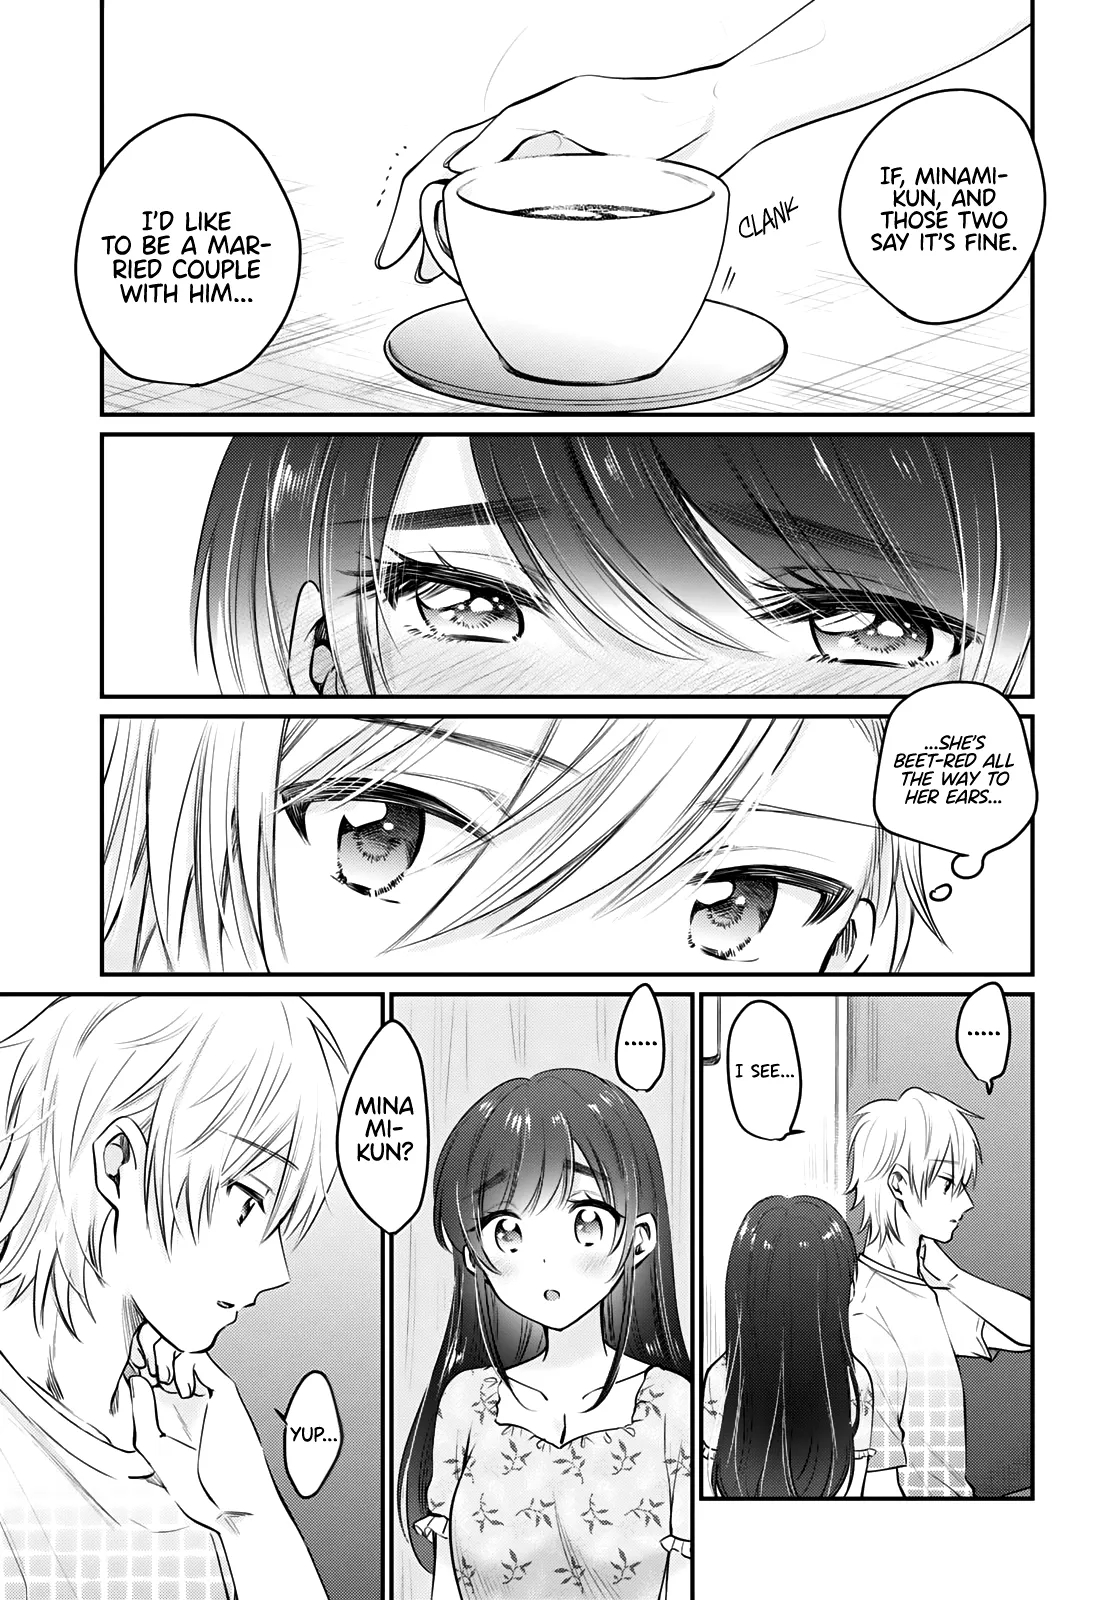 IF, MINAMI-
KUN, AND
THOSE TWO
SAY IT'S FINE.
CLANK
I'D LIKE
TO BE A MAR-
RIED COUPLE
WITH HIM...
...SHE'S
BEET-RED ALL
THE WAY TO
HER EARS...
.....
I SEE...
.....
MINA
MI-
KUN?
YUP...